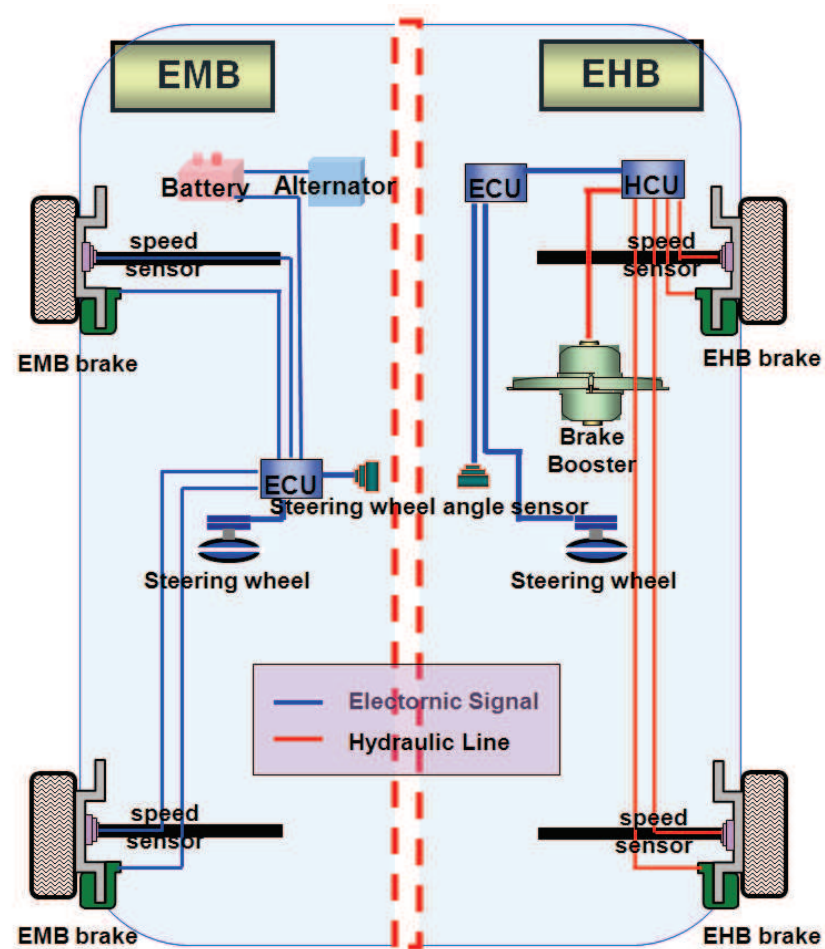 EMB
EHB
Battery
Alternator
ECU
HCU
speed
sensor
speed
sensor
EMB brake
EHB brake
Brake
Booster
ECU
Steering wheel angle sensor
Steering wheel
Steering wheel
Electornic Signal
Hydraulic Line
speed
sensor
speed
sensor
EMB brake
EHB brake